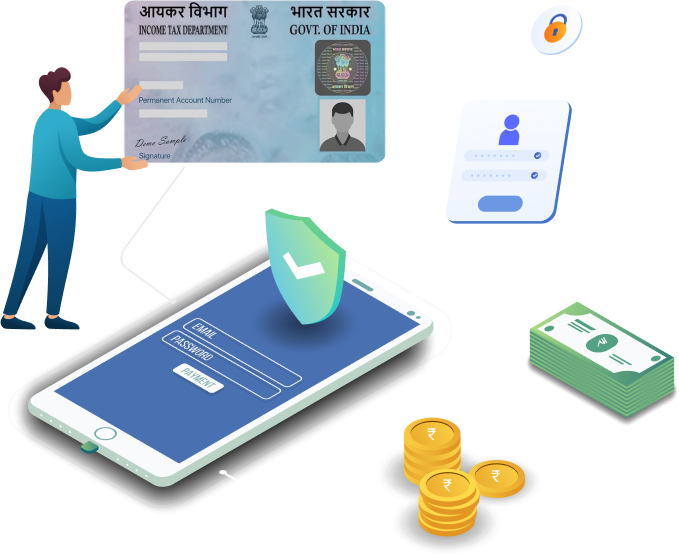 आयकर विभाग
INCOME TAX DEPARTMENT
भारत सरकार
GOVT. OF INDIA
Permanent Account Number
Demo Sample
Signature
EMAIL
PASSWORD
PAYMENT
₹
₹
₹